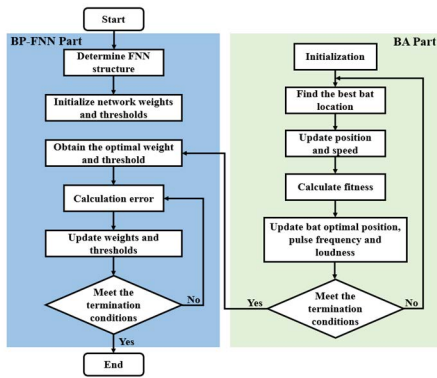 Start
BP-FNN Part
Determine FNN
structure
Initialize network weights
and thresholds
Obtain the optimal weight
and threshold
Calculation error
Update weights and
thresholds
Meet the
termination
conditions
No
Yes
End
BA Part
Initialization
Find the best bat
location
Update position
and speed
Calculate fitness
Update bat optimal position,
pulse frequency and
loudness
Meet the
termination
conditions
Yes
No